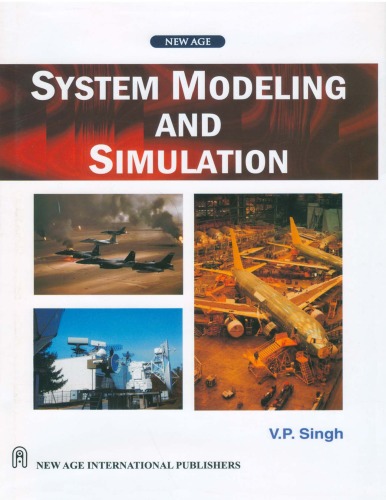 NEW AGE
SYSTEM MODELING
AND
SIMULATION
V.P. Singh
NEW AGE INTERNATIONAL PUBLISHERS